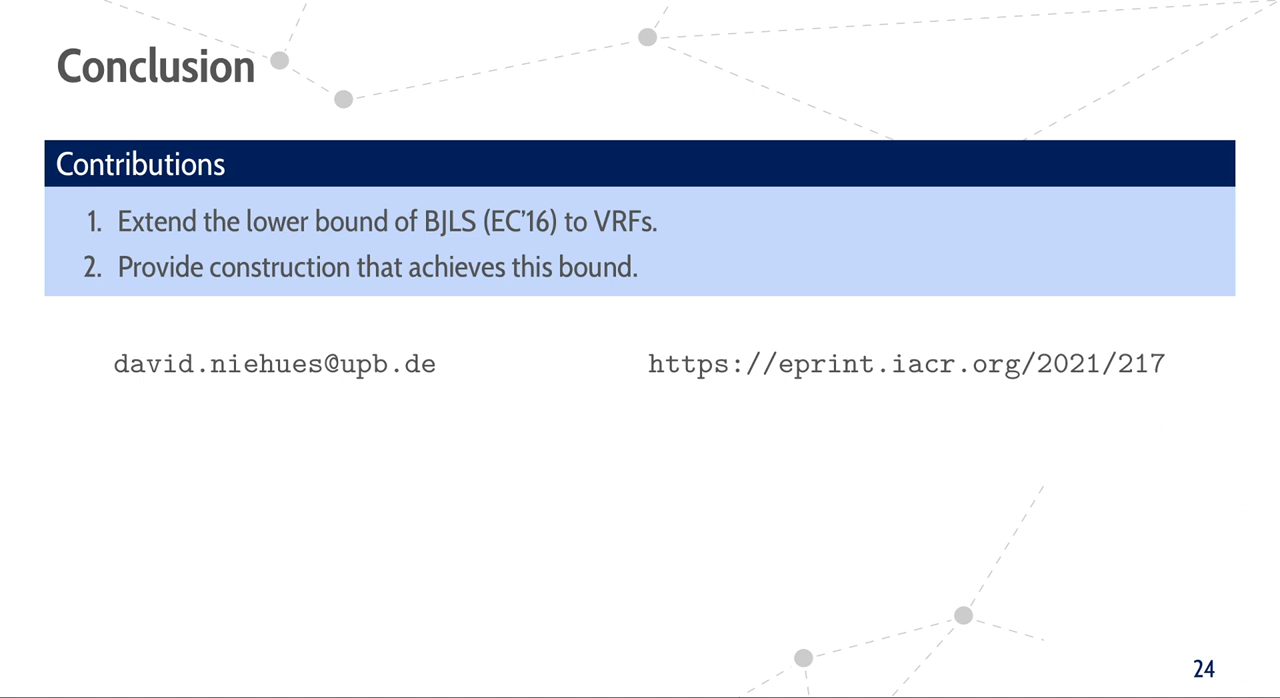 Conclusion
Contributions
1. Extend the lower bound of BJLS (EC’16) to VRFs.
2. Provide construction that achieves this bound.
david.niehues@upb.de
https://eprint.iacr.org/2021/217
24